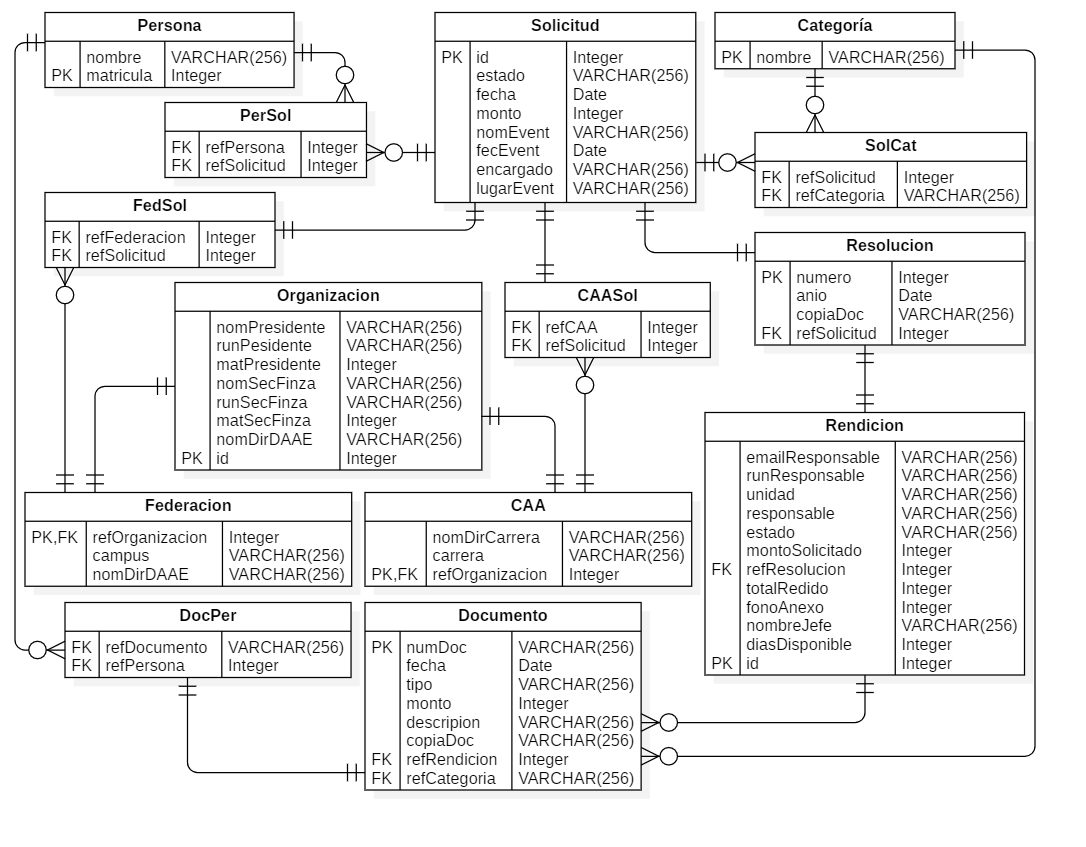 Persona
nombre VARCHAR(256)
PK matricula Integer
Solicitud
PK id Integer
estado VARCHAR(256)
fecha Date
monto Integer
nomEvent VARCHAR(256)
fecEvent Date
encargado VARCHAR(256)
lugarEvent VARCHAR(256)
Categoría
PK nombre VARCHAR(256)
PerSol
FK refPersona Integer
FK refSolicitud Integer
SolCat
FK refSolicitud Integer
FK refCategoria VARCHAR(256)
FedSol
FK refFederacion Integer
FK refSolicitud Integer
Resolucion
PK numero Integer
anio Date
copiaDoc VARCHAR(256)
FK refSolicitud Integer
Organizacion
nomPresidente VARCHAR(256)
runPesidente VARCHAR(256)
matPresidente Integer
nomSecFinza VARCHAR(256)
runSecFinza VARCHAR(256)
matSecFinza Integer
nomDirDAAE VARCHAR(256)
PK id Integer
CAASol
FK refCAA Integer
FK refSolicitud Integer
Rendicion
emailResponsable VARCHAR(256)
runResponsable VARCHAR(256)
unidad VARCHAR(256)
responsable VARCHAR(256)
estado VARCHAR(256)
montoSolicitado Integer
FK refResolucion Integer
totalRedido Integer
fonoAnexo Integer
nombreJefe VARCHAR(256)
diasDisponible Integer
PK id Integer
Federacion
PK,FK refOrganizacion Integer
campus VARCHAR(256)
nomDirDAAE VARCHAR(256)
CAA
nomDirCarrera VARCHAR(256)
carrera VARCHAR(256)
PK,FK refOrganizacion Integer
DocPer
FK refDocumento VARCHAR(256)
FK refPersona Integer
Documento
PK numDoc VARCHAR(256)
fecha Date
tipo VARCHAR(256)
monto Integer
descripion VARCHAR(256)
copiaDoc VARCHAR(256)
FK refRendicion Integer
FK refCategoria VARCHAR(256)